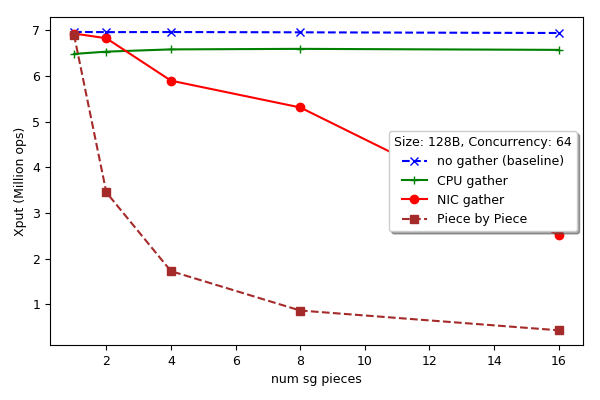 7
6
5
4
3
2
1
Xput (Million ops)
Size: 128B, Concurrency: 64
no gather (baseline)
CPU gather
NIC gather
Piece by Piece
2 4 6 8 10 12 14 16
num sg pieces